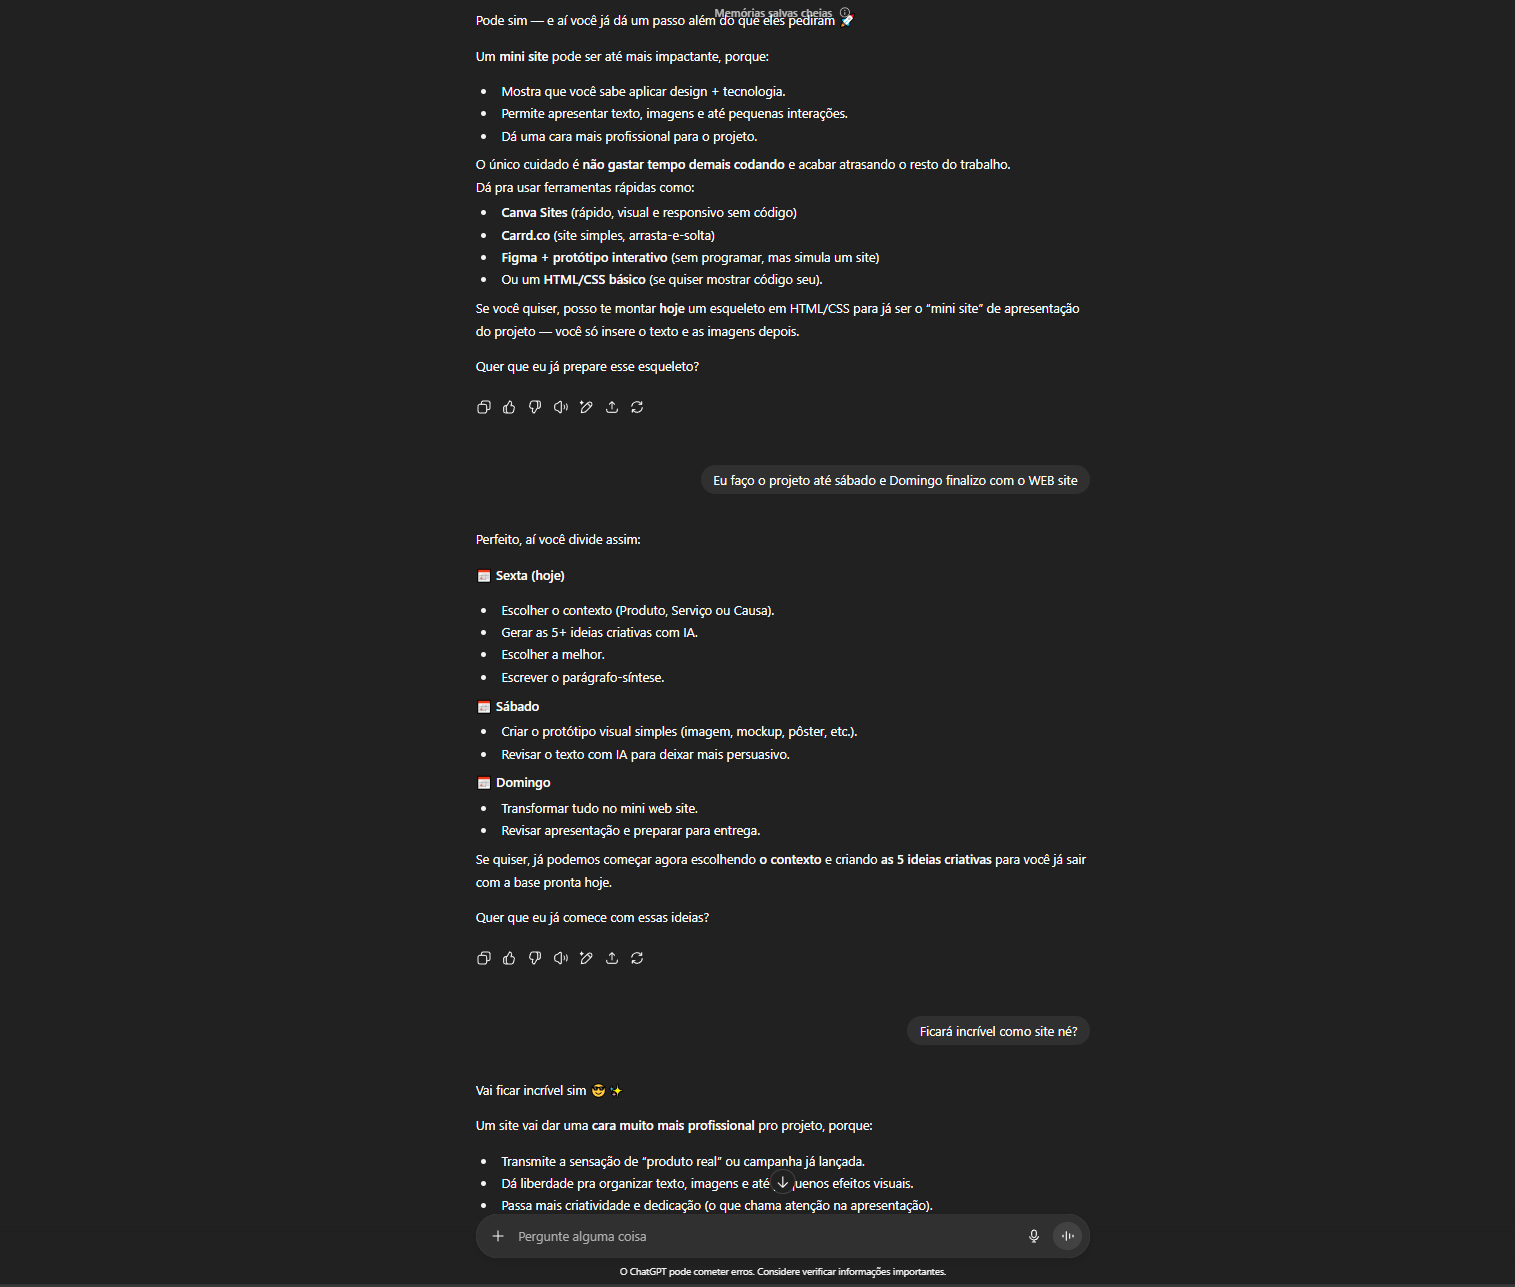 Memórias salvas cheias
Pode sim — e aí você já dá um passo além do que eles pediram 🚀
Um mini site pode ser até mais impactante, porque:
• Mostra que você sabe aplicar design + tecnologia.
• Permite apresentar texto, imagens e até pequenas interações.
• Dá uma cara mais profissional para o projeto.
O único cuidado é não gastar tempo demais codando e acabar atrasando o resto do trabalho.
Dá pra usar ferramentas rápidas como:
• Canva Sites (rápido, visual e responsivo sem código)
• Carrd.co (site simples, arrasta-e-solta)
• Figma + protótipo interativo (sem programar, mas simula um site)
• Ou um HTML/CSS básico (se quiser mostrar código seu).
Se você quiser, posso te montar hoje um esqueleto em HTML/CSS para já ser o “mini site” de apresentação
do projeto — você só insere o texto e as imagens depois.
Quer que eu já prepare esse esqueleto?
Eu faço o projeto até sábado e Domingo finalizo com o WEB site
Perfeito, aí você divide assim:
📅 Sexta (hoje)
• Escolher o contexto (Produto, Serviço ou Causa).
• Gerar as 5+ ideias criativas com IA.
• Escolher a melhor.
• Escrever o parágrafo-síntese.
📅 Sábado
• Criar o protótipo visual simples (imagem, mockup, pôster, etc.).
• Revisar o texto com IA para deixar mais persuasivo.
📅 Domingo
• Transformar tudo no mini web site.
• Revisar apresentação e preparar para entrega.
Se quiser, já podemos começar agora escolhendo o contexto e criando as 5 ideias criativas para você já sair
com a base pronta hoje.
Quer que eu já comece com essas ideias?
Ficará incrível como site né?
Vai ficar incrível sim 😎✨
Um site vai dar uma cara muito mais profissional pro projeto, porque:
• Transmite a sensação de “produto real” ou campanha já lançada.
• Dá liberdade pra organizar texto, imagens e até uenos efeitos visuais.
• Passa mais criatividade e dedicação (o que chama atenção na apresentação).
Pergunte alguma coisa
O ChatGPT pode cometer erros. Considere verificar informações importantes.